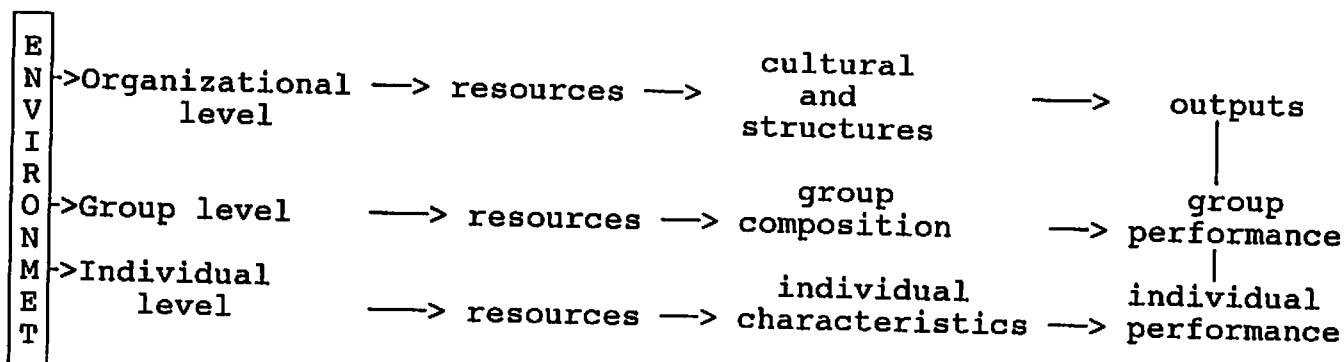 ENVIRONMET
->Organizational level —> resources —> cultural and structures —> outputs
->Group level —> resources —> group composition —> group performance
->Individual level —> resources —> individual characteristics —> individual performance